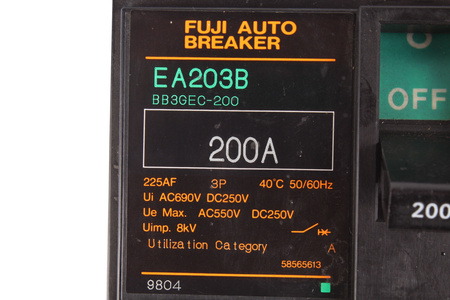 FUJI AUTO
BREAKER
EA203B
BB3GEC-200
200A
225AF 3P 40°C 50/60Hz
Ui AC690V DC250V
Ue Max. AC550V DC250V
Uimp. 8kV
Utilization Category A
58565613
9804
OFF
200